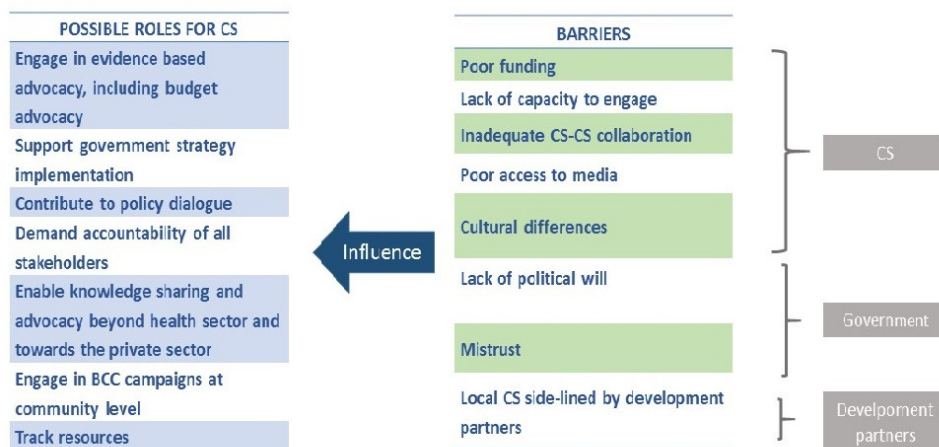 POSSIBLE ROLES FOR CS
Engage in evidence based
advocacy, including budget
advocacy
Support government strategy
implementation
Contribute to policy dialogue
Demand accountability of all
stakeholders
Enable knowledge sharing and
advocacy beyond health sector and
towards the private sector
Engage in BCC campaigns at
community level
Track resources
Influence
BARRIERS
Poor funding
Lack of capacity to engage
Inadequate CS-CS collaboration
Poor access to media
Cultural differences
Lack of political will
Mistrust
Local CS side-lined by development
partners
CS
Government
Develpoment
partners